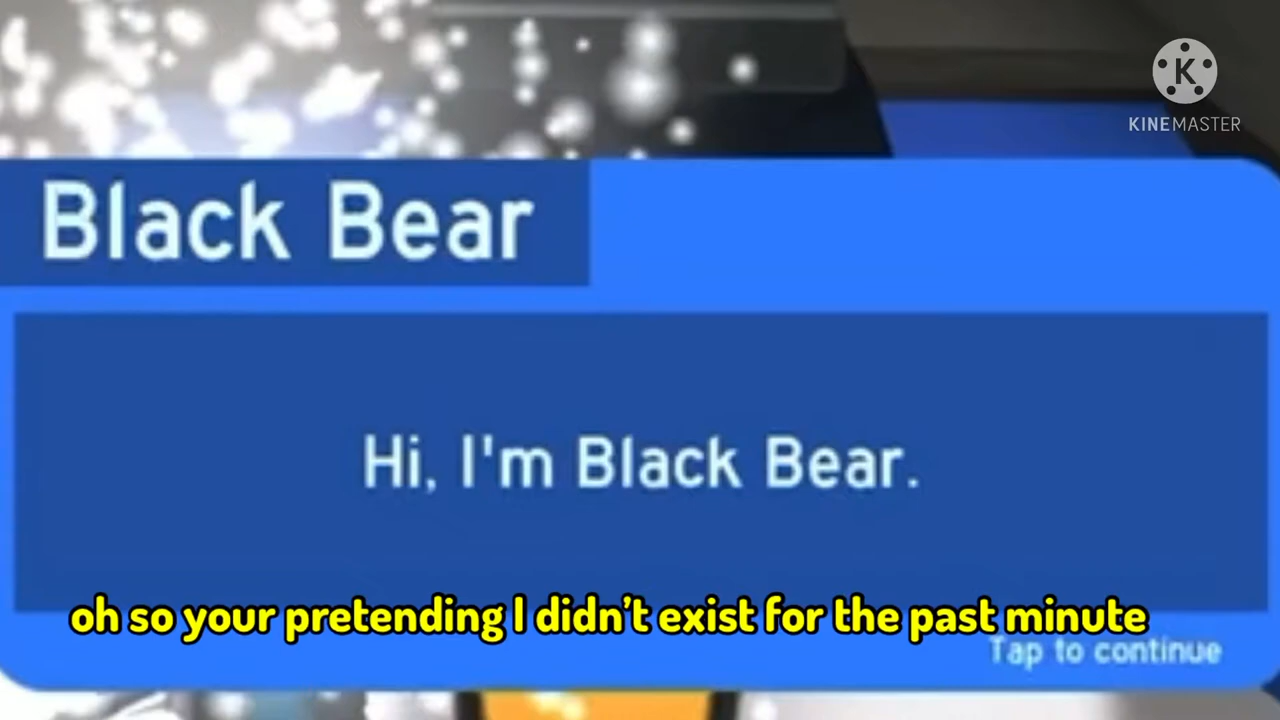 K
KINEMASTER
Black Bear
Hi, I'm Black Bear.
oh so your pretending I didn't exist for the past minute
Tap to continue